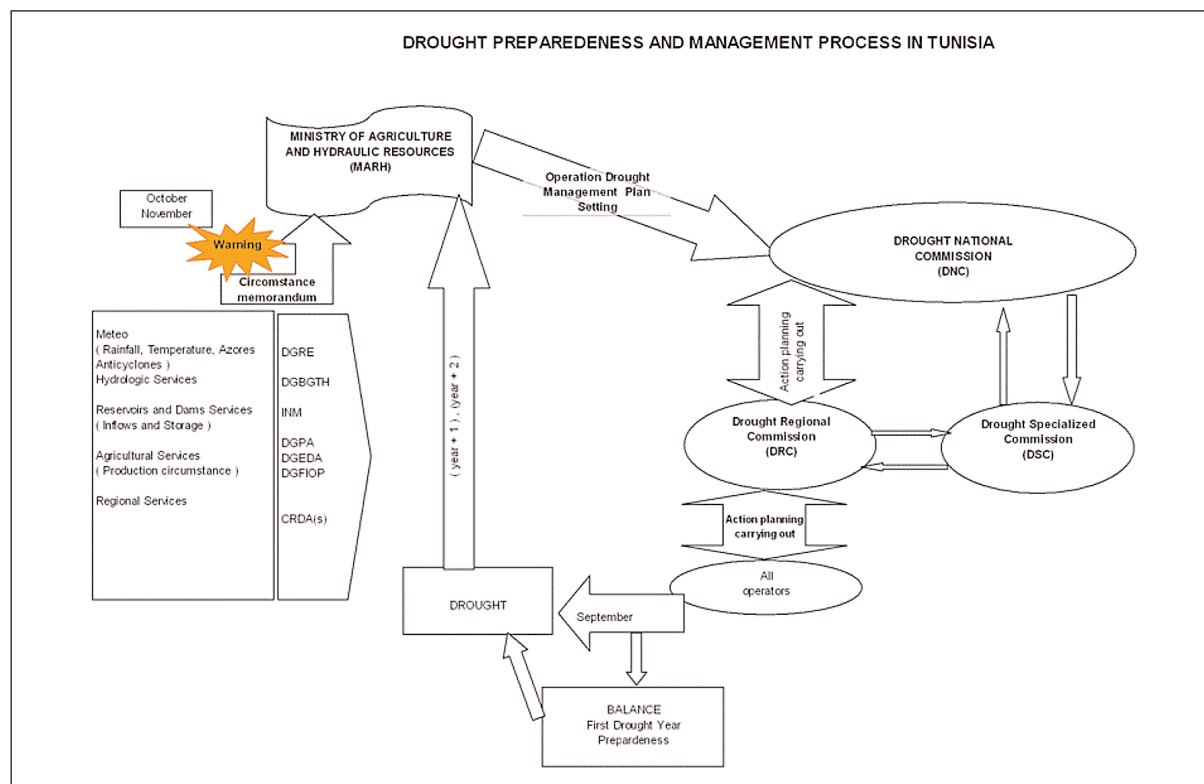 DROUGHT PREPAREDENESS AND MANAGEMENT PROCESS IN TUNISIA
MINISTRY OF AGRICULTURE
AND HYDRAULIC RESOURCES
(MARH)
Operation Drought
Management Plan
Setting
October
November
Warning
Circomstance
memorandum
DROUGHT NATIONAL
COMMISSION
(DNC)
Meteo
( Rainfall, Temperature, Azores
Anticyclones )
Hydrologic Services
Reservoirs and Dams Services
( Inflows and Storage )
Agricultural Services
( Production circumstance )
Regional Services
DGRE
DGBGTH
INM
DGPA
DGEDA
DGFIOP
CRDA(s)
( year + 1 ) , (year + 2 )
Action planning
carrying out
Drought Regional
Commission
(DRC)
Drought Specialized
Commission
(DSC)
Action planning
carrying out
All
operators
DROUGHT
September
BALANCE
First Drought Year
Prepardeness